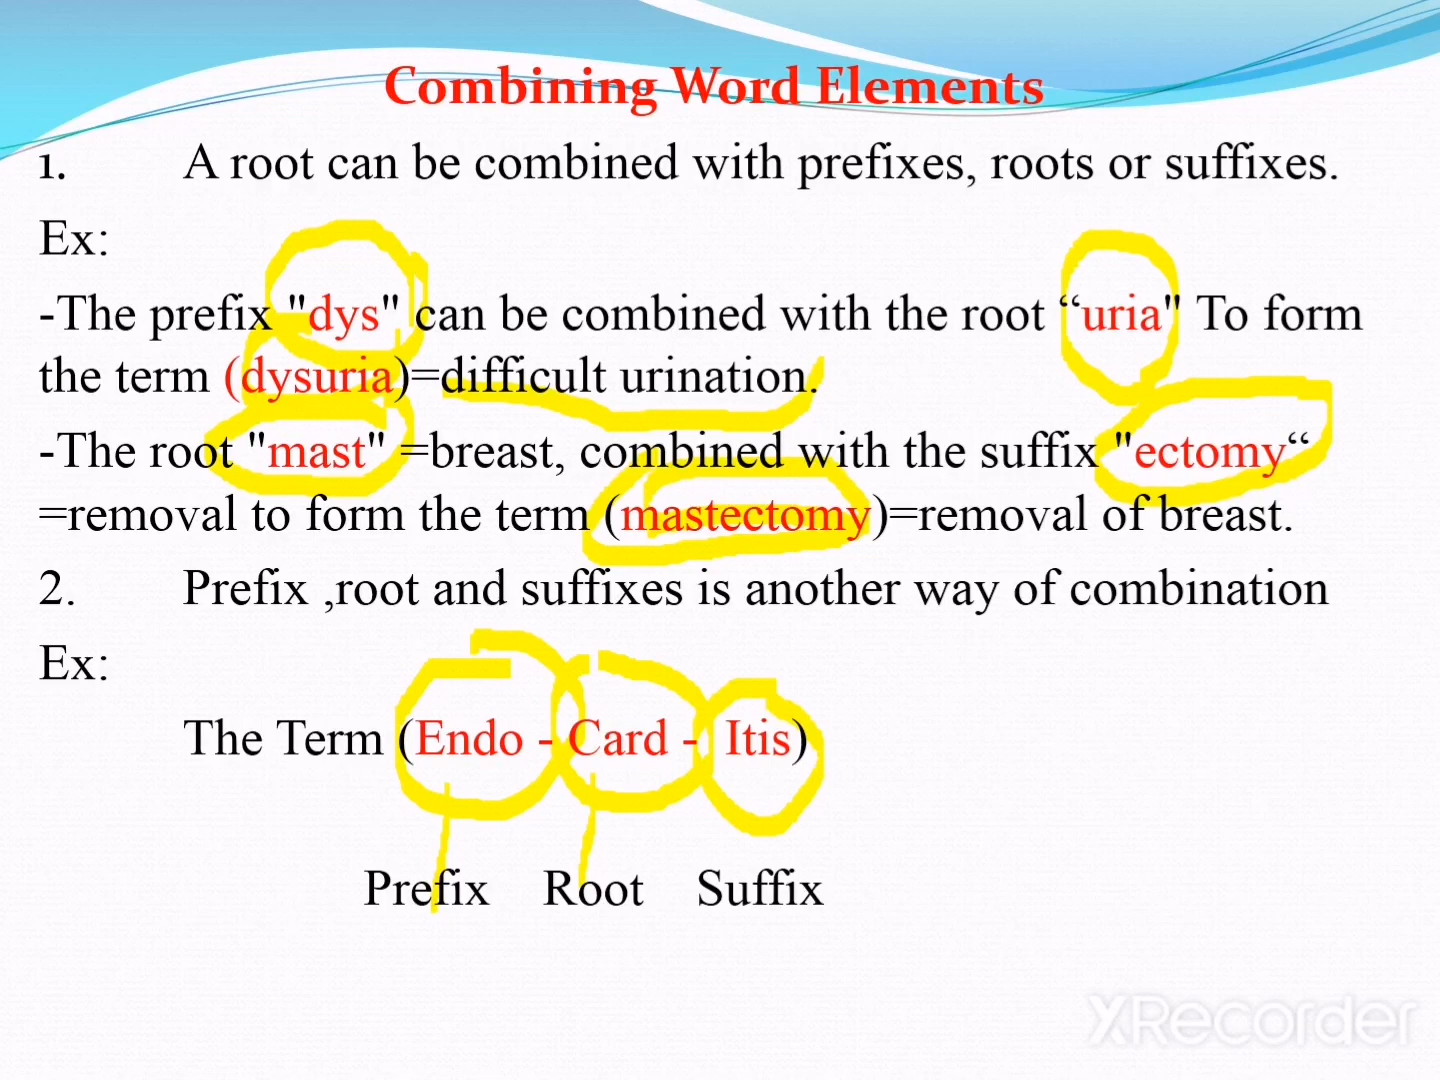 Combining Word Elements
1. A root can be combined with prefixes, roots or suffixes.
Ex:
-The prefix "dys" can be combined with the root “uria" To form
the term (dysuria)=difficult urination.
-The root "mast" =breast, combined with the suffix "ectomy“
=removal to form the term (mastectomy)=removal of breast.
2. Prefix ,root and suffixes is another way of combination
Ex:
The Term (Endo - Card - Itis)
Prefix Root Suffix
XRecorder